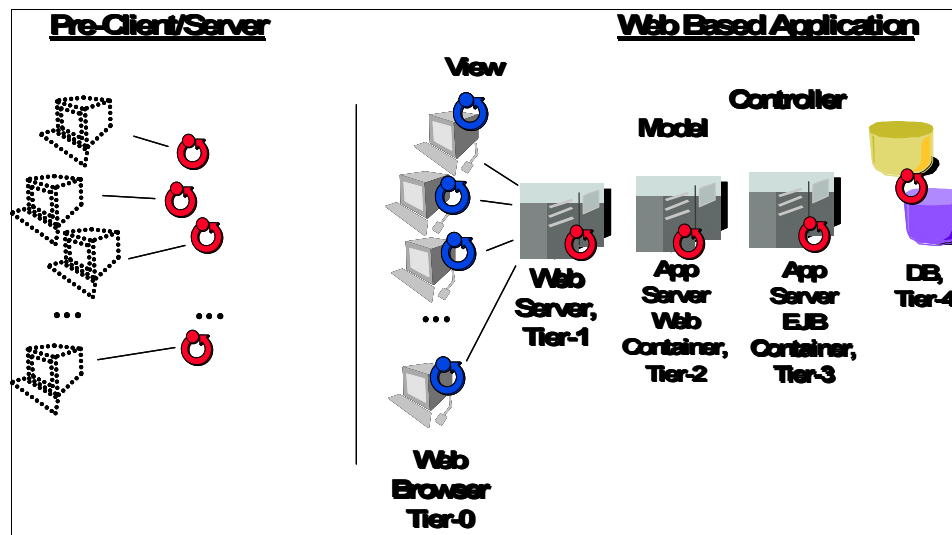 Pre-Client/Server
Web Based Application
View
Controller
Model
...
...
...
Web
Server,
Tier-1
App
Server
Web
Container,
Tier-2
App
Server
EJB
Container,
Tier-3
DB,
Tier-4
Web
Browser
Tier-0